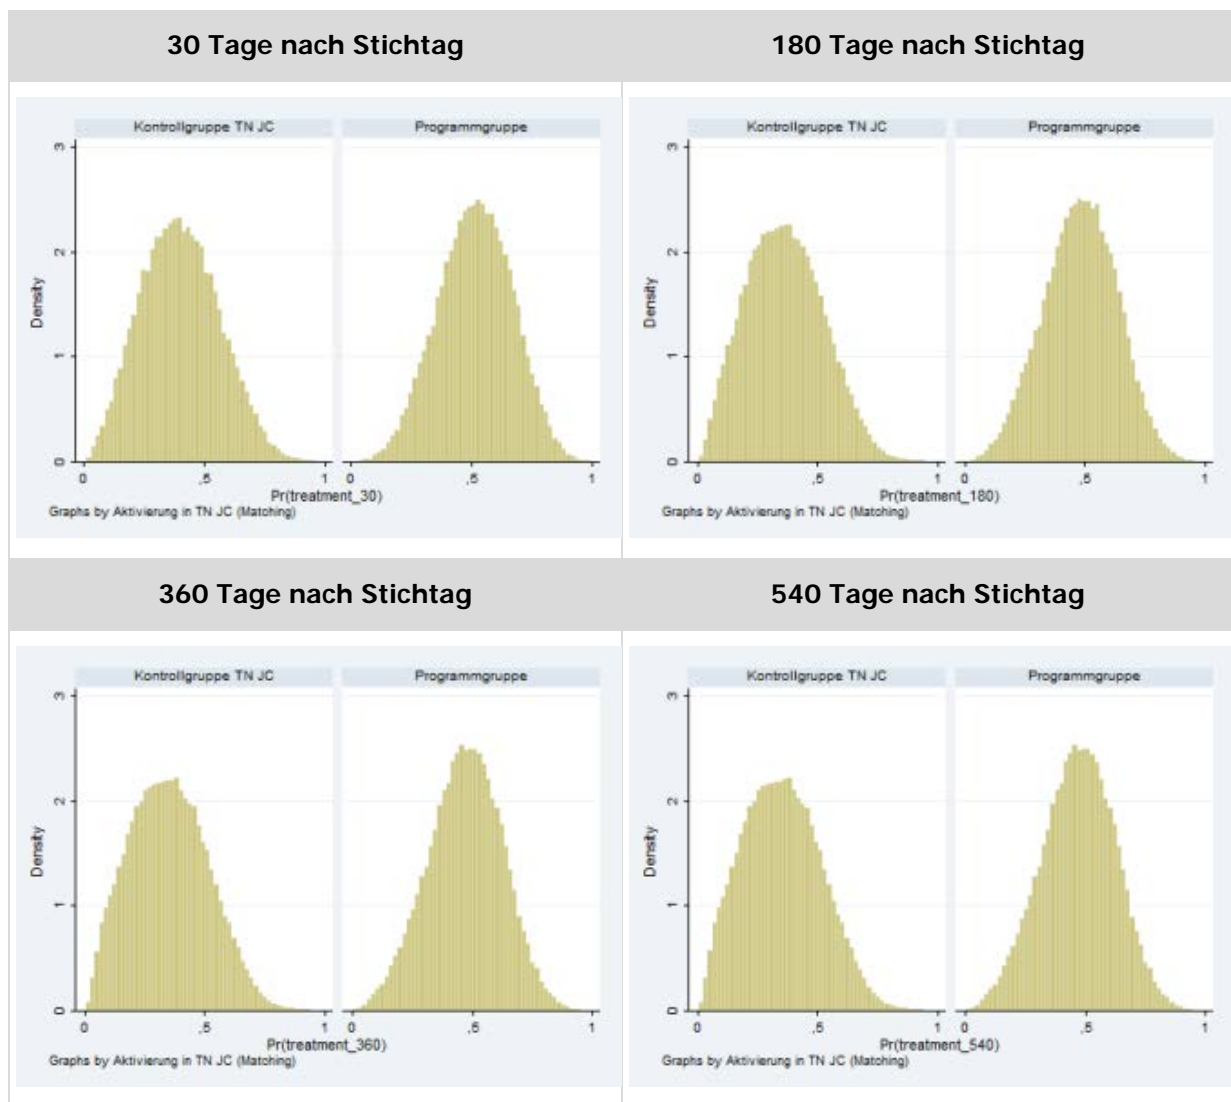 30 Tage nach Stichtag
180 Tage nach Stichtag
Kontrollgruppe TN JC
Programmgruppe
Density
0
1
2
3
0
,5
1
0
,5
1
Pr(treatment_30)
Graphs by Aktivierung in TN JC (Matching)
Kontrollgruppe TN JC
Programmgruppe
Density
0
1
2
3
0
,5
1
0
,5
1
Pr(treatment_180)
Graphs by Aktivierung in TN JC (Matching)
360 Tage nach Stichtag
540 Tage nach Stichtag
Kontrollgruppe TN JC
Programmgruppe
Density
0
1
2
3
0
,5
1
0
,5
1
Pr(treatment_360)
Graphs by Aktivierung in TN JC (Matching)
Kontrollgruppe TN JC
Programmgruppe
Density
0
1
2
3
0
,5
1
0
,5
1
Pr(treatment_540)
Graphs by Aktivierung in TN JC (Matching)